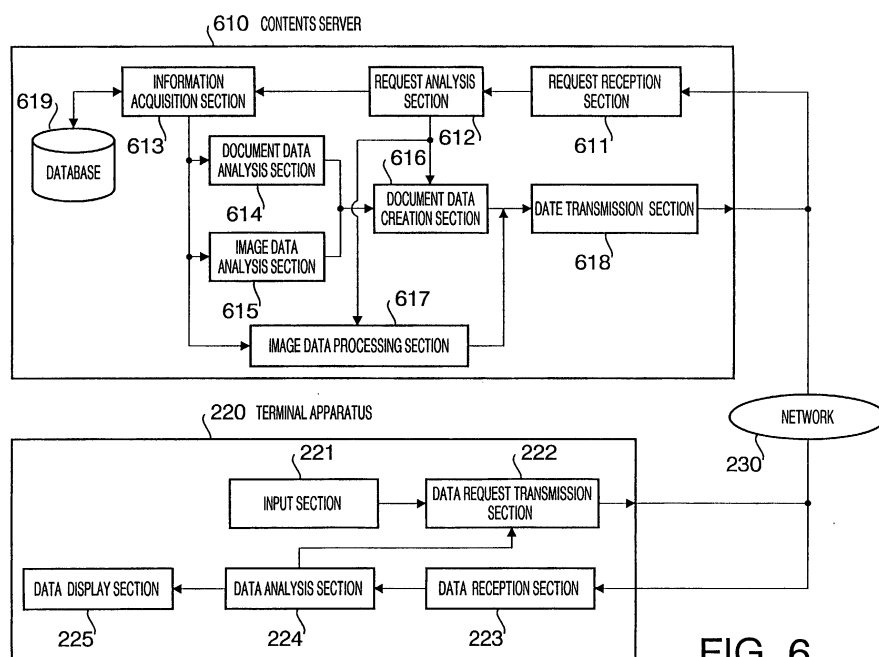 610 CONTENTS SERVER
619
INFORMATION
ACQUISITION SECTION
613
REQUEST ANALYSIS
SECTION
612
REQUEST RECEPTION
SECTION
611
DATABASE
DOCUMENT DATA
ANALYSIS SECTION
614
616
DOCUMENT DATA
CREATION SECTION
DATE TRANSMISSION SECTION
618
IMAGE DATA
ANALYSIS SECTION
615
617
IMAGE DATA PROCESSING SECTION
220 TERMINAL APPARATUS
NETWORK
230
221
INPUT SECTION
222
DATA REQUEST TRANSMISSION
SECTION
DATA DISPLAY SECTION
225
DATA ANALYSIS SECTION
224
DATA RECEPTION SECTION
223
FIG. 6